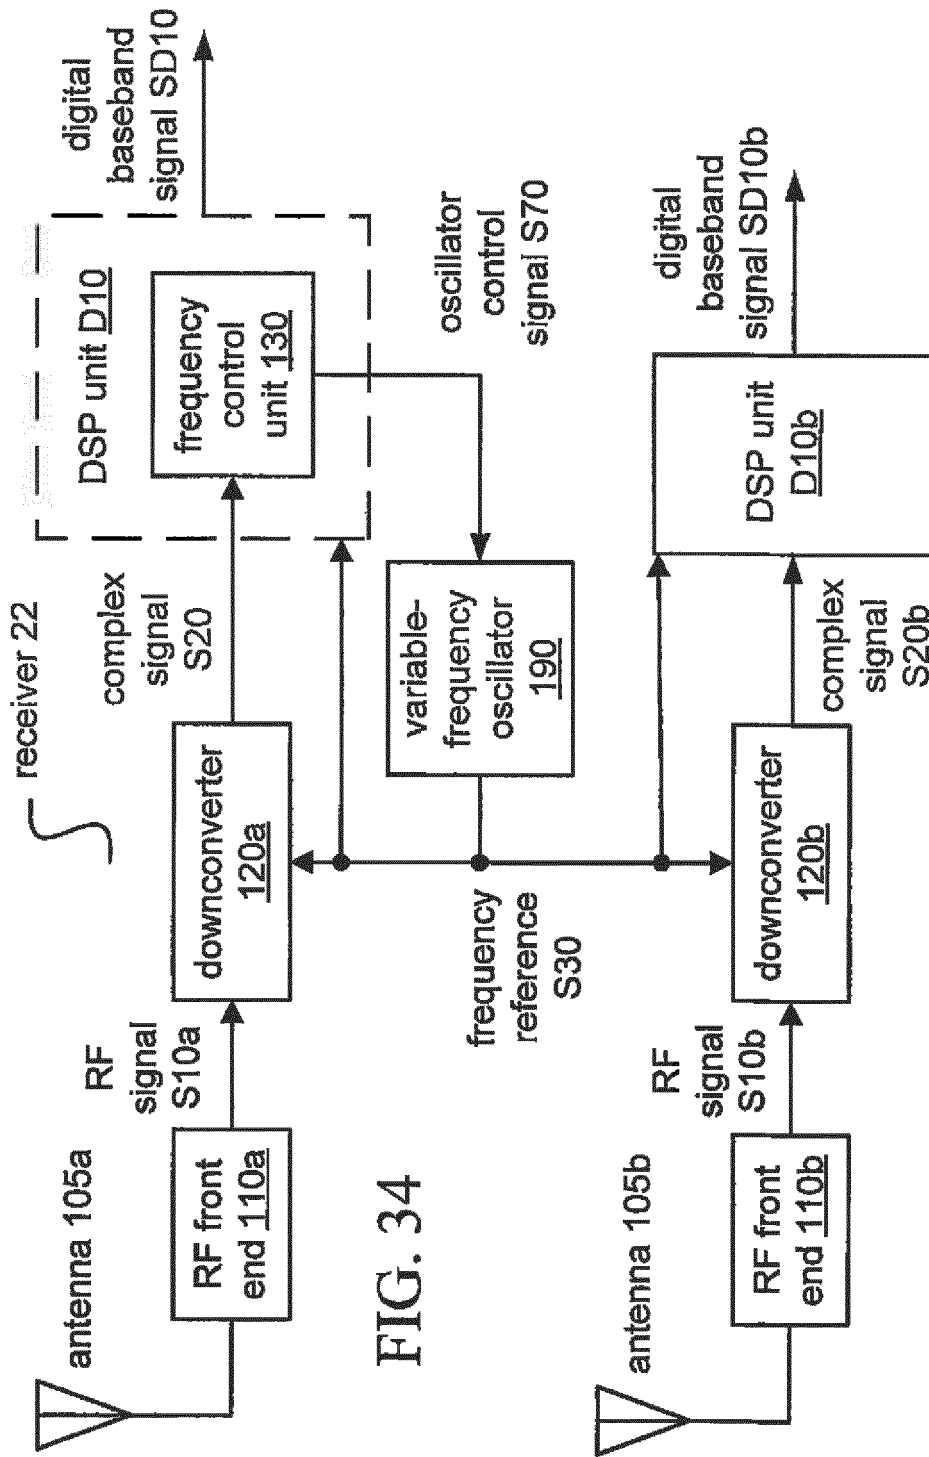 receiver 22
antenna 105a
RF front
end 110a
RF
signal
S10a
downconverter
120a
complex
signal
S20
DSP unit D10
frequency
control
unit 130
digital
baseband
signal SD10
oscillator
control
signal S70
variable-
frequency
oscillator
190
frequency
reference
S30
antenna 105b
RF front
end 110b
RF
signal
S10b
downconverter
120b
complex
signal
S20b
DSP unit
D10b
digital
baseband
signal SD10b
FIG. 34